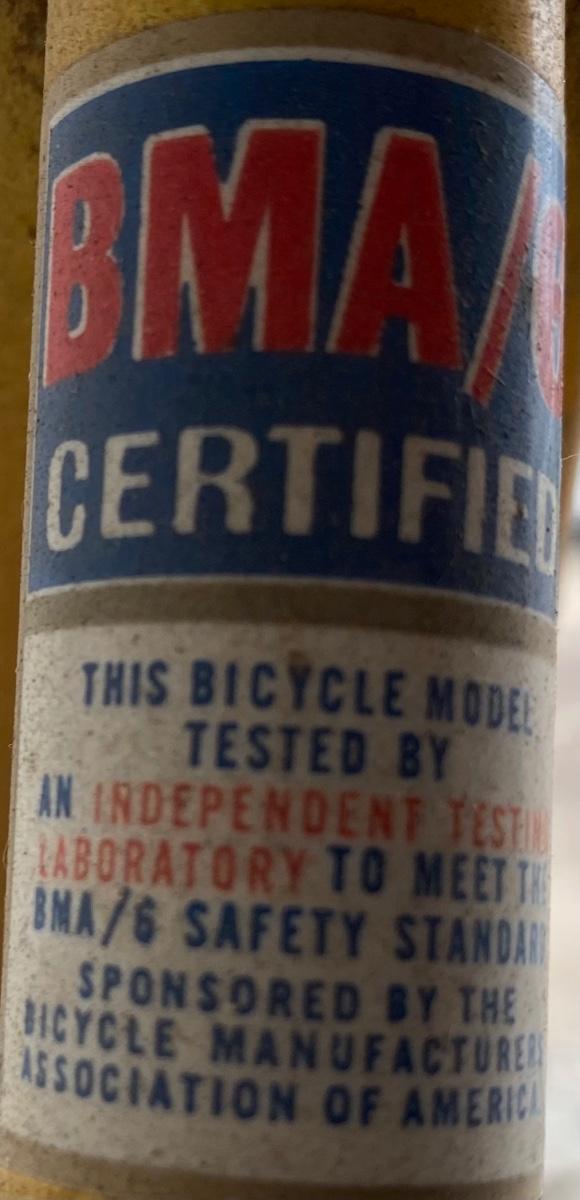 BMA/6
CERTIFIED
THIS BICYCLE MODEL
TESTED BY
AN INDEPENDENT TESTING
LABORATORY TO MEET THE
BMA/6 SAFETY STANDARD
SPONSORED BY THE
BICYCLE MANUFACTURERS
ASSOCIATION OF AMERICA.